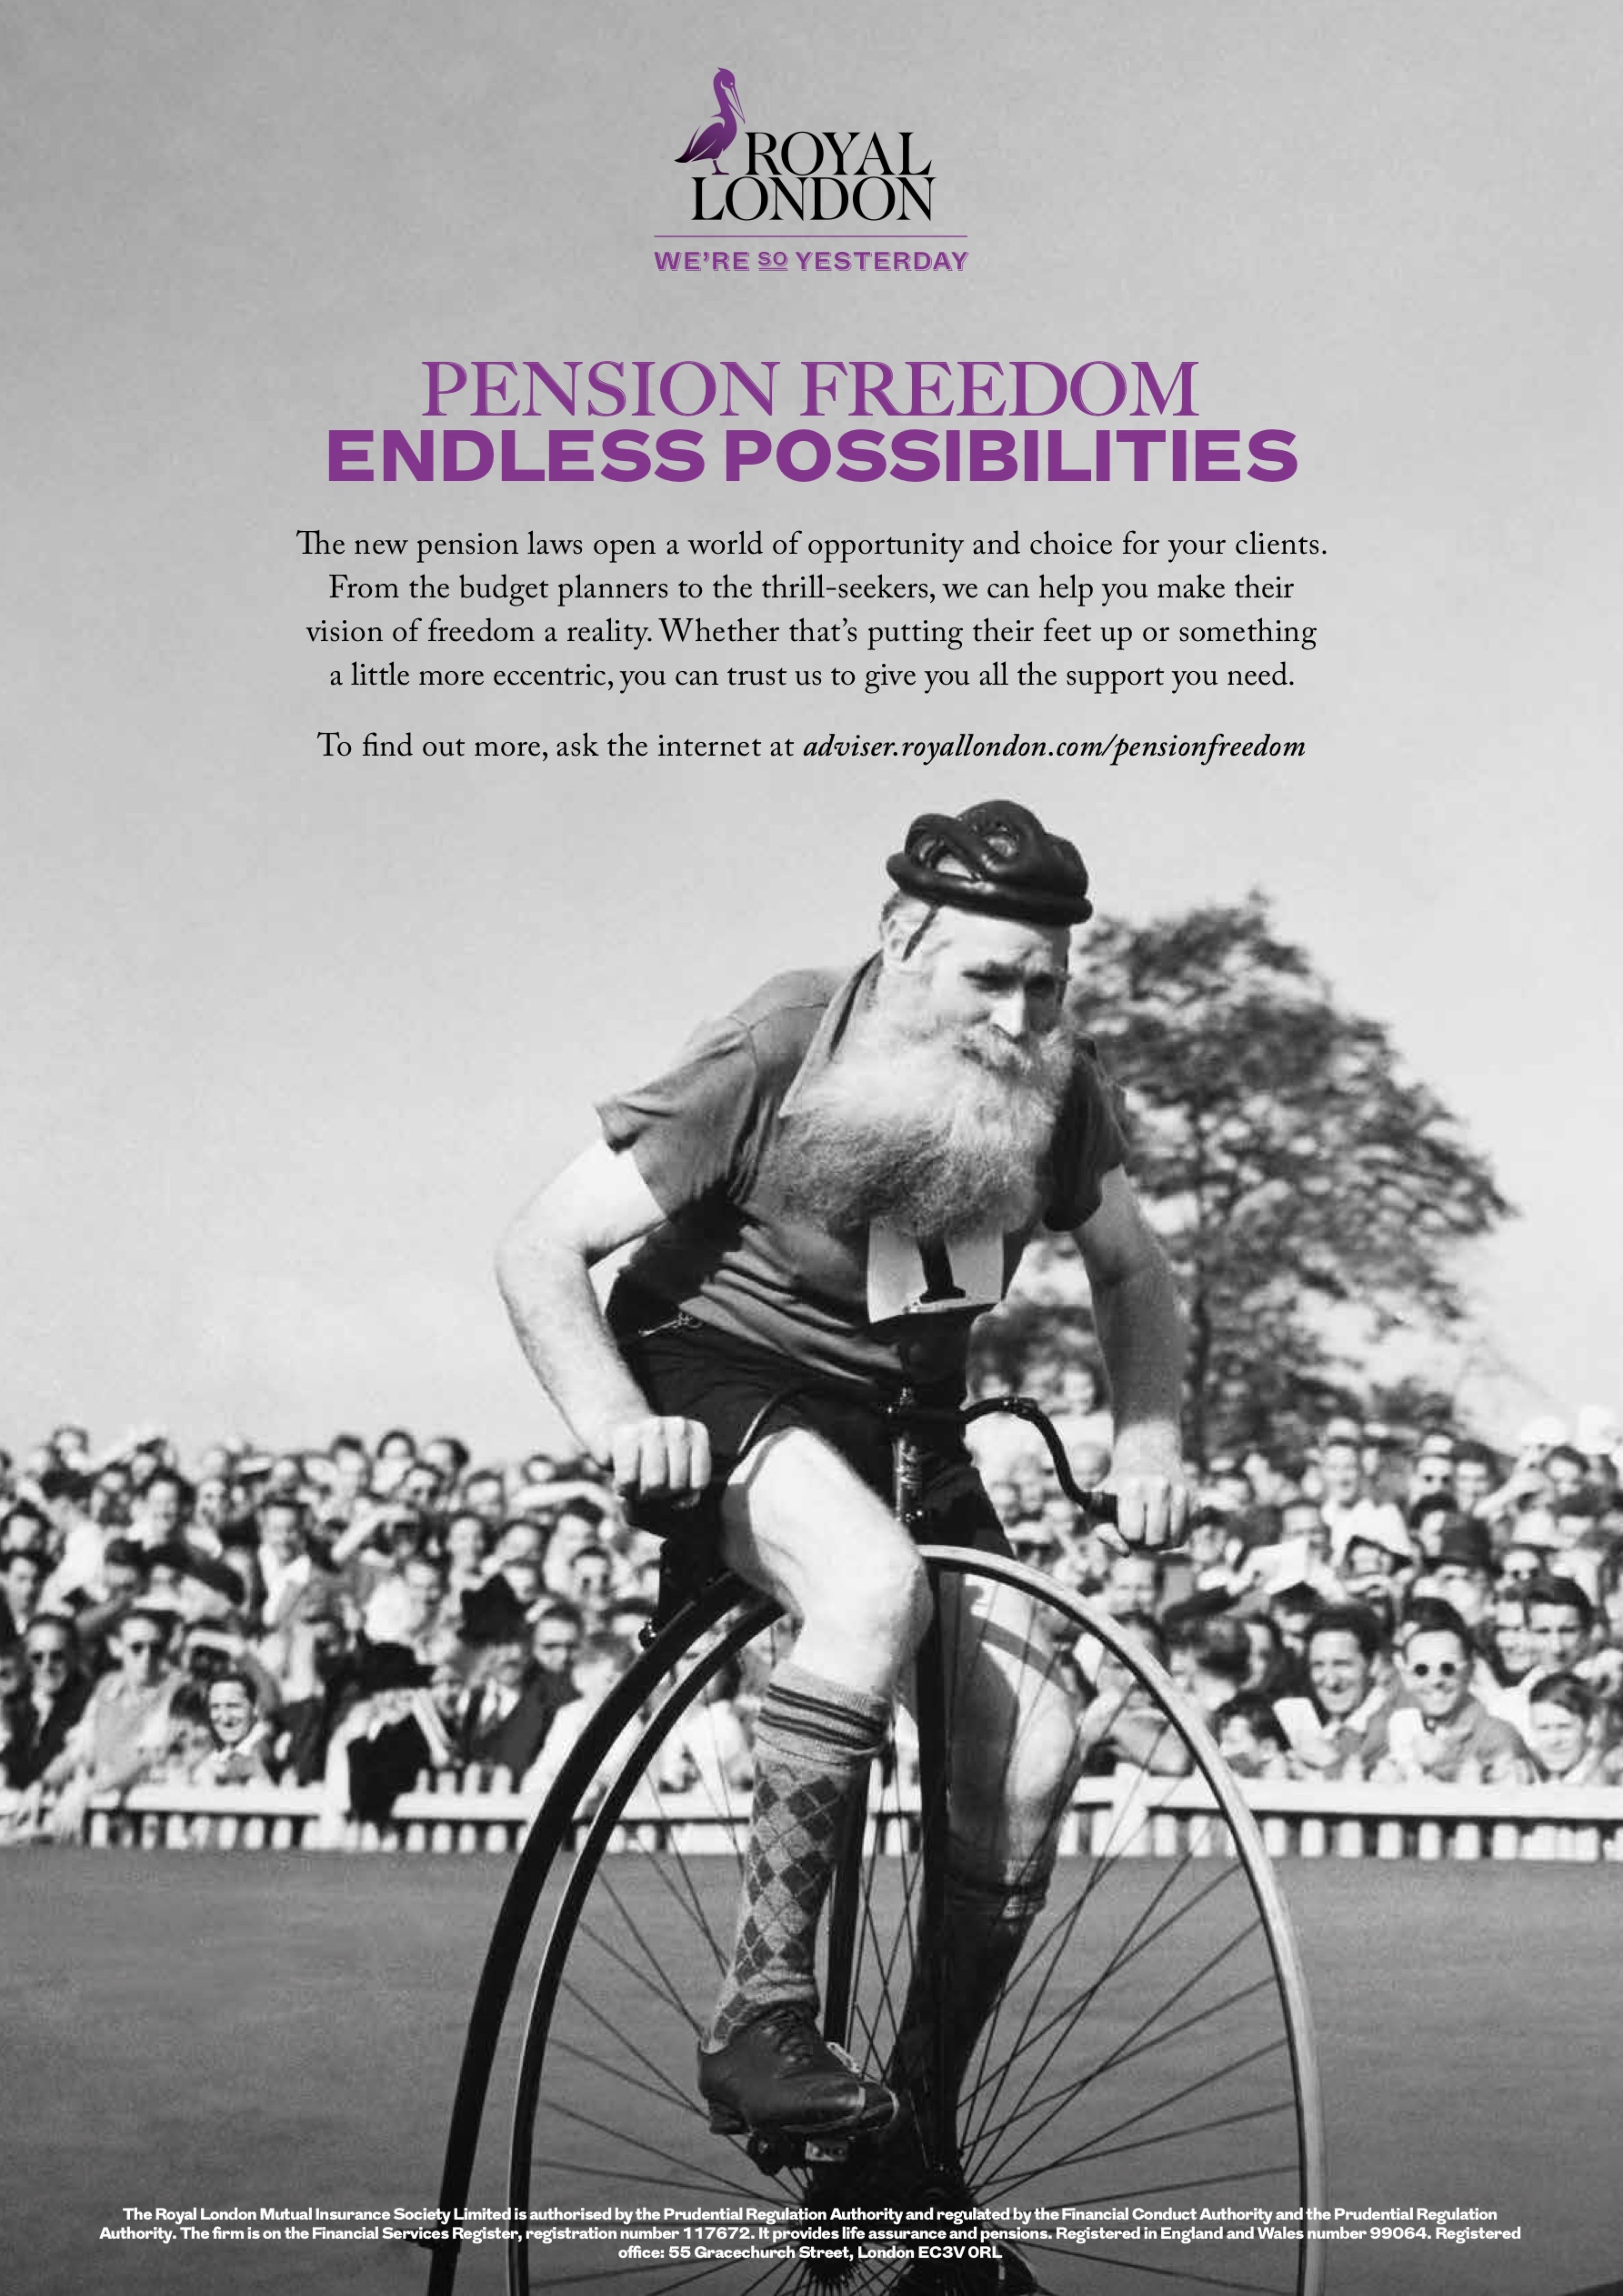 ROYAL
LONDON
WE'RE SO YESTERDAY
PENSION FREEDOM
ENDLESS POSSIBILITIES
The new pension laws open a world of opportunity and choice for your clients.
From the budget planners to the thrill-seekers, we can help you make their
vision of freedom a reality. Whether that's putting their feet up or something
a little more eccentric, you can trust us to give you all the support you need.
To find out more, ask the internet at adviser.royallondon.com/pensionfreedom
1
The Royal London Mutual Insurance Society Limited is authorised by the Prudential Regulation Authority and regulated by the Financial Conduct Authority and the Prudential Regulation
Authority. The firm is on the Financial Services Register, registration number 117672. It provides life assurance and pensions. Registered in England and Wales number 99064. Registered
office: 55 Gracechurch Street, London EC3V 0RL